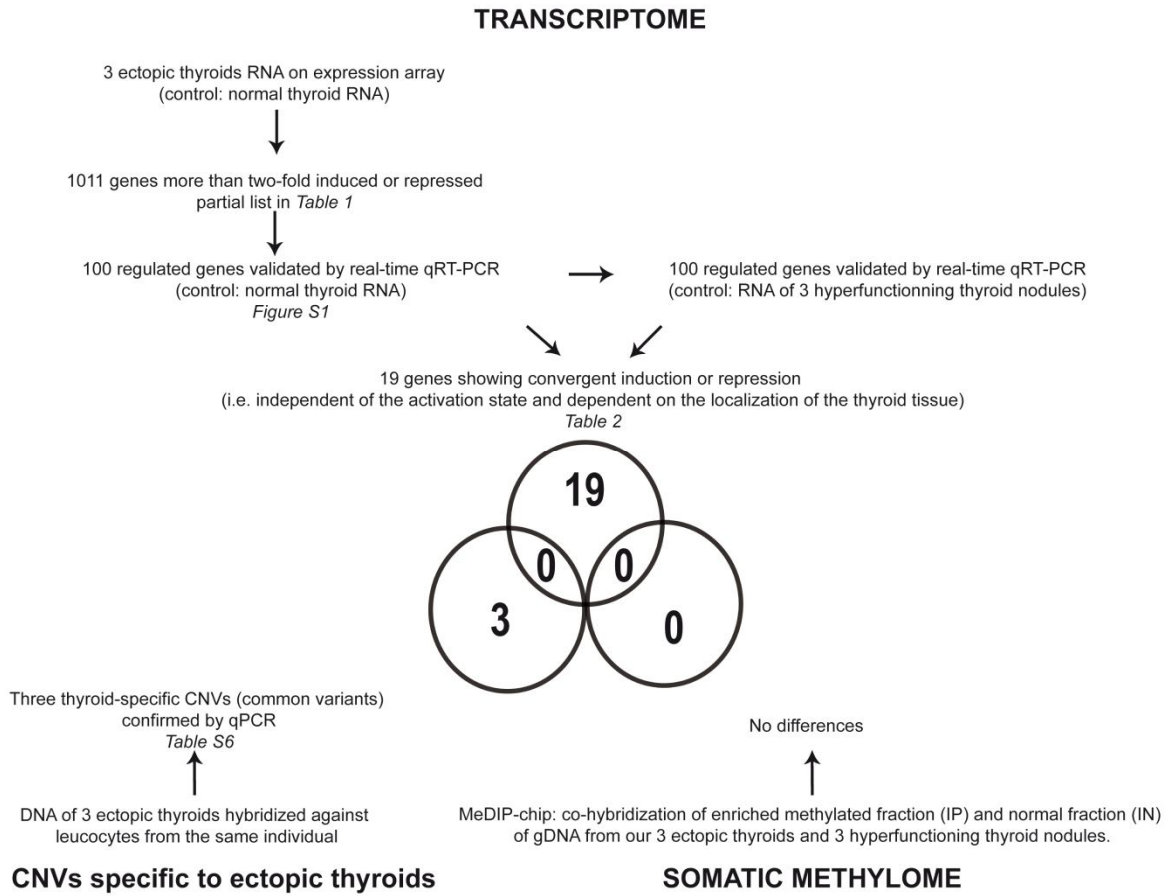 TRANSCRIPTOME
3 ectopic thyroids RNA on expression array
(control: normal thyroid RNA)
1011 genes more than two-fold induced or repressed
partial list in Table 1
100 regulated genes validated by real-time qRT-PCR
(control: normal thyroid RNA)
Figure S1
100 regulated genes validated by real-time qRT-PCR
(control: RNA of 3 hyperfunctionning thyroid nodules)
19 genes showing convergent induction or repression
(i.e. independent of the activation state and dependent on the localization of the thyroid tissue)
Table 2
19
0
0
3
0
Three thyroid-specific CNVs (common variants)
confirmed by qPCR
Table S6
DNA of 3 ectopic thyroids hybridized against
leucocytes from the same individual
CNVs specific to ectopic thyroids
No differences
MeDIP-chip: co-hybridization of enriched methylated fraction (IP) and normal fraction (IN)
of gDNA from our 3 ectopic thyroids and 3 hyperfunctioning thyroid nodules.
SOMATIC METHYLOME